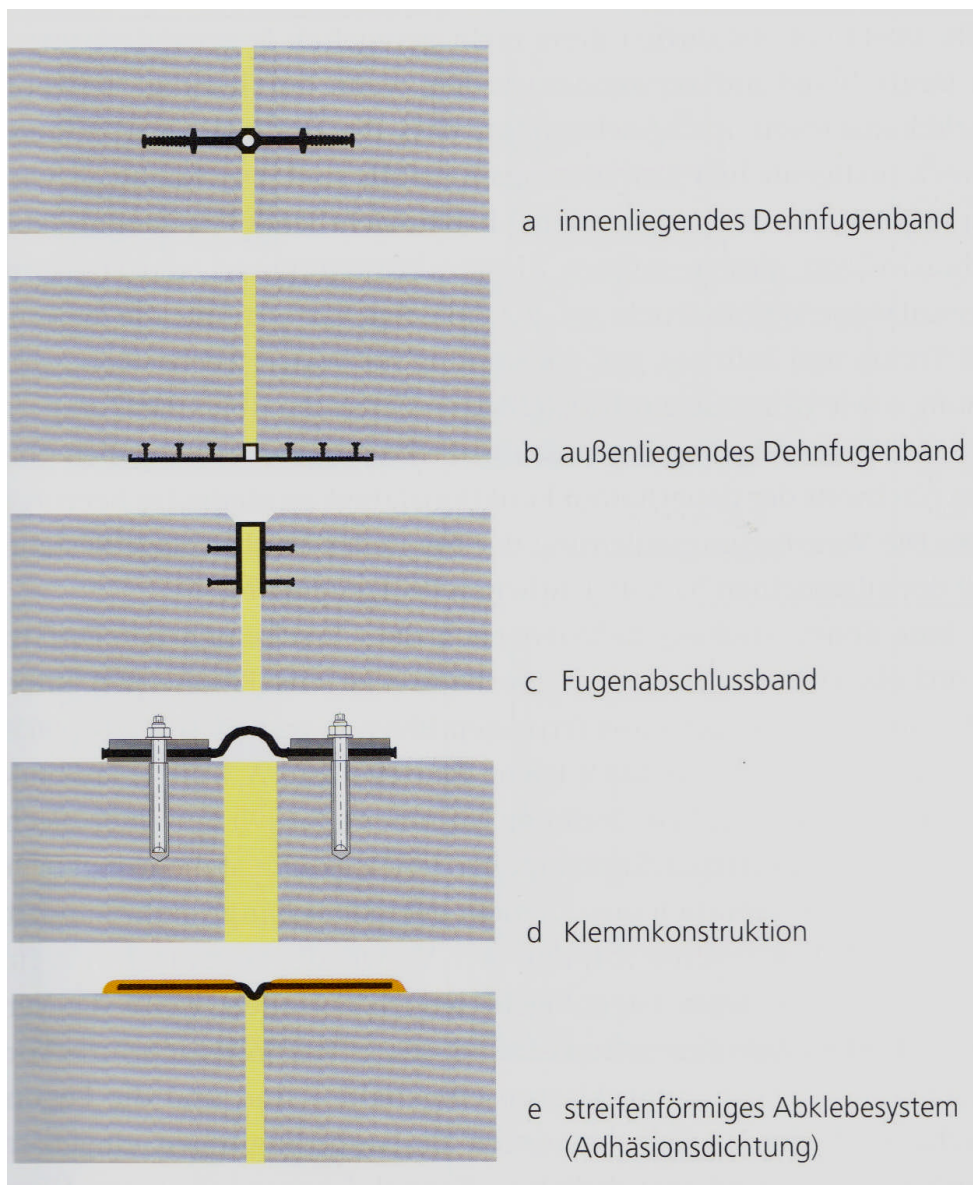 a innenliegendes Dehnfugenband
b außenliegendes Dehnfugenband
c Fugenabschlussband
d Klemmkonstruktion
e streifenförmiges Abklebesystem
(Adhäsionsdichtung)